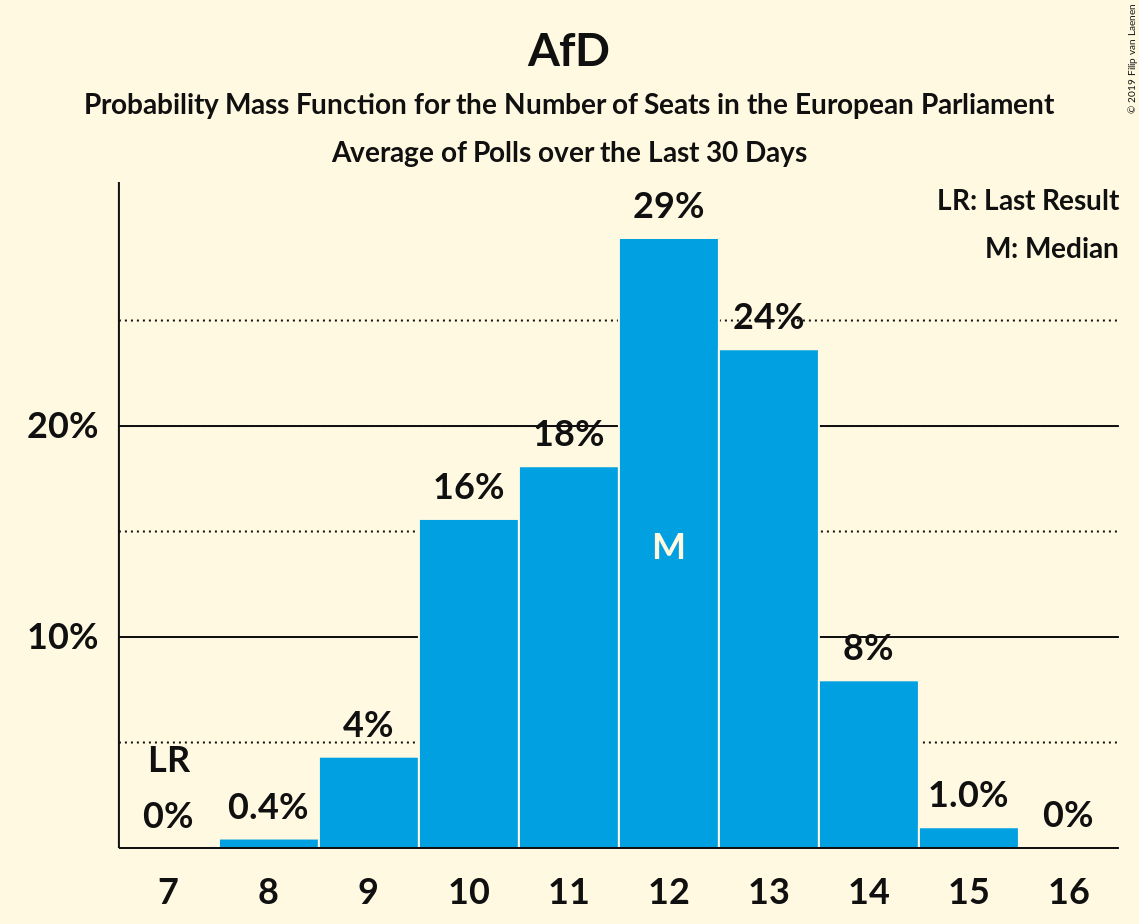 AfD
Probability Mass Function for the Number of Seats in the European Parliament
Average of Polls over the Last 30 Days
© 2019 Filip van Laenen
LR: Last Result
M: Median
29%
24%
20%
18%
16%
M
10%
8%
4%
LR
0%
0.4%
1.0%
0%
7 8 9 10 11 12 13 14 15 16